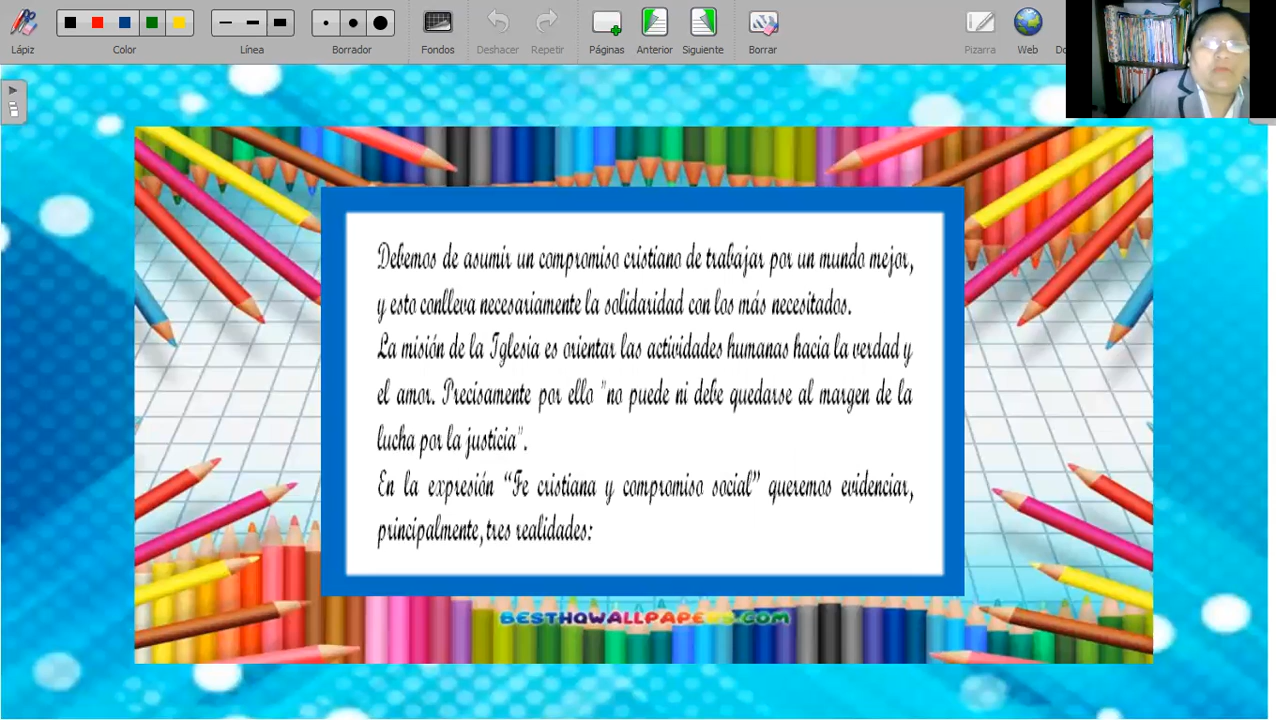 Lápiz
Color
Línea
Borrador
Fondos
Deshacer
Repetir
Páginas
Anterior
Siguiente
Borrar
Pizarra
Web
Debemos de asumir un compromiso cristiano de trabajar por un mundo mejor,
y esto conlleva necesariamente la solidaridad con los más necesitados.
La misión de la Iglesia es orientar las actividades humanas hacia la verdad y
el amor. Precisamente por ello "no puede ni debe quedarse al margen de la
lucha por la justicia".
En la expresión “Fe cristiana y compromiso social” queremos evidenciar,
principalmente, tres realidades:
BESTHQWALLPAPERS.COM